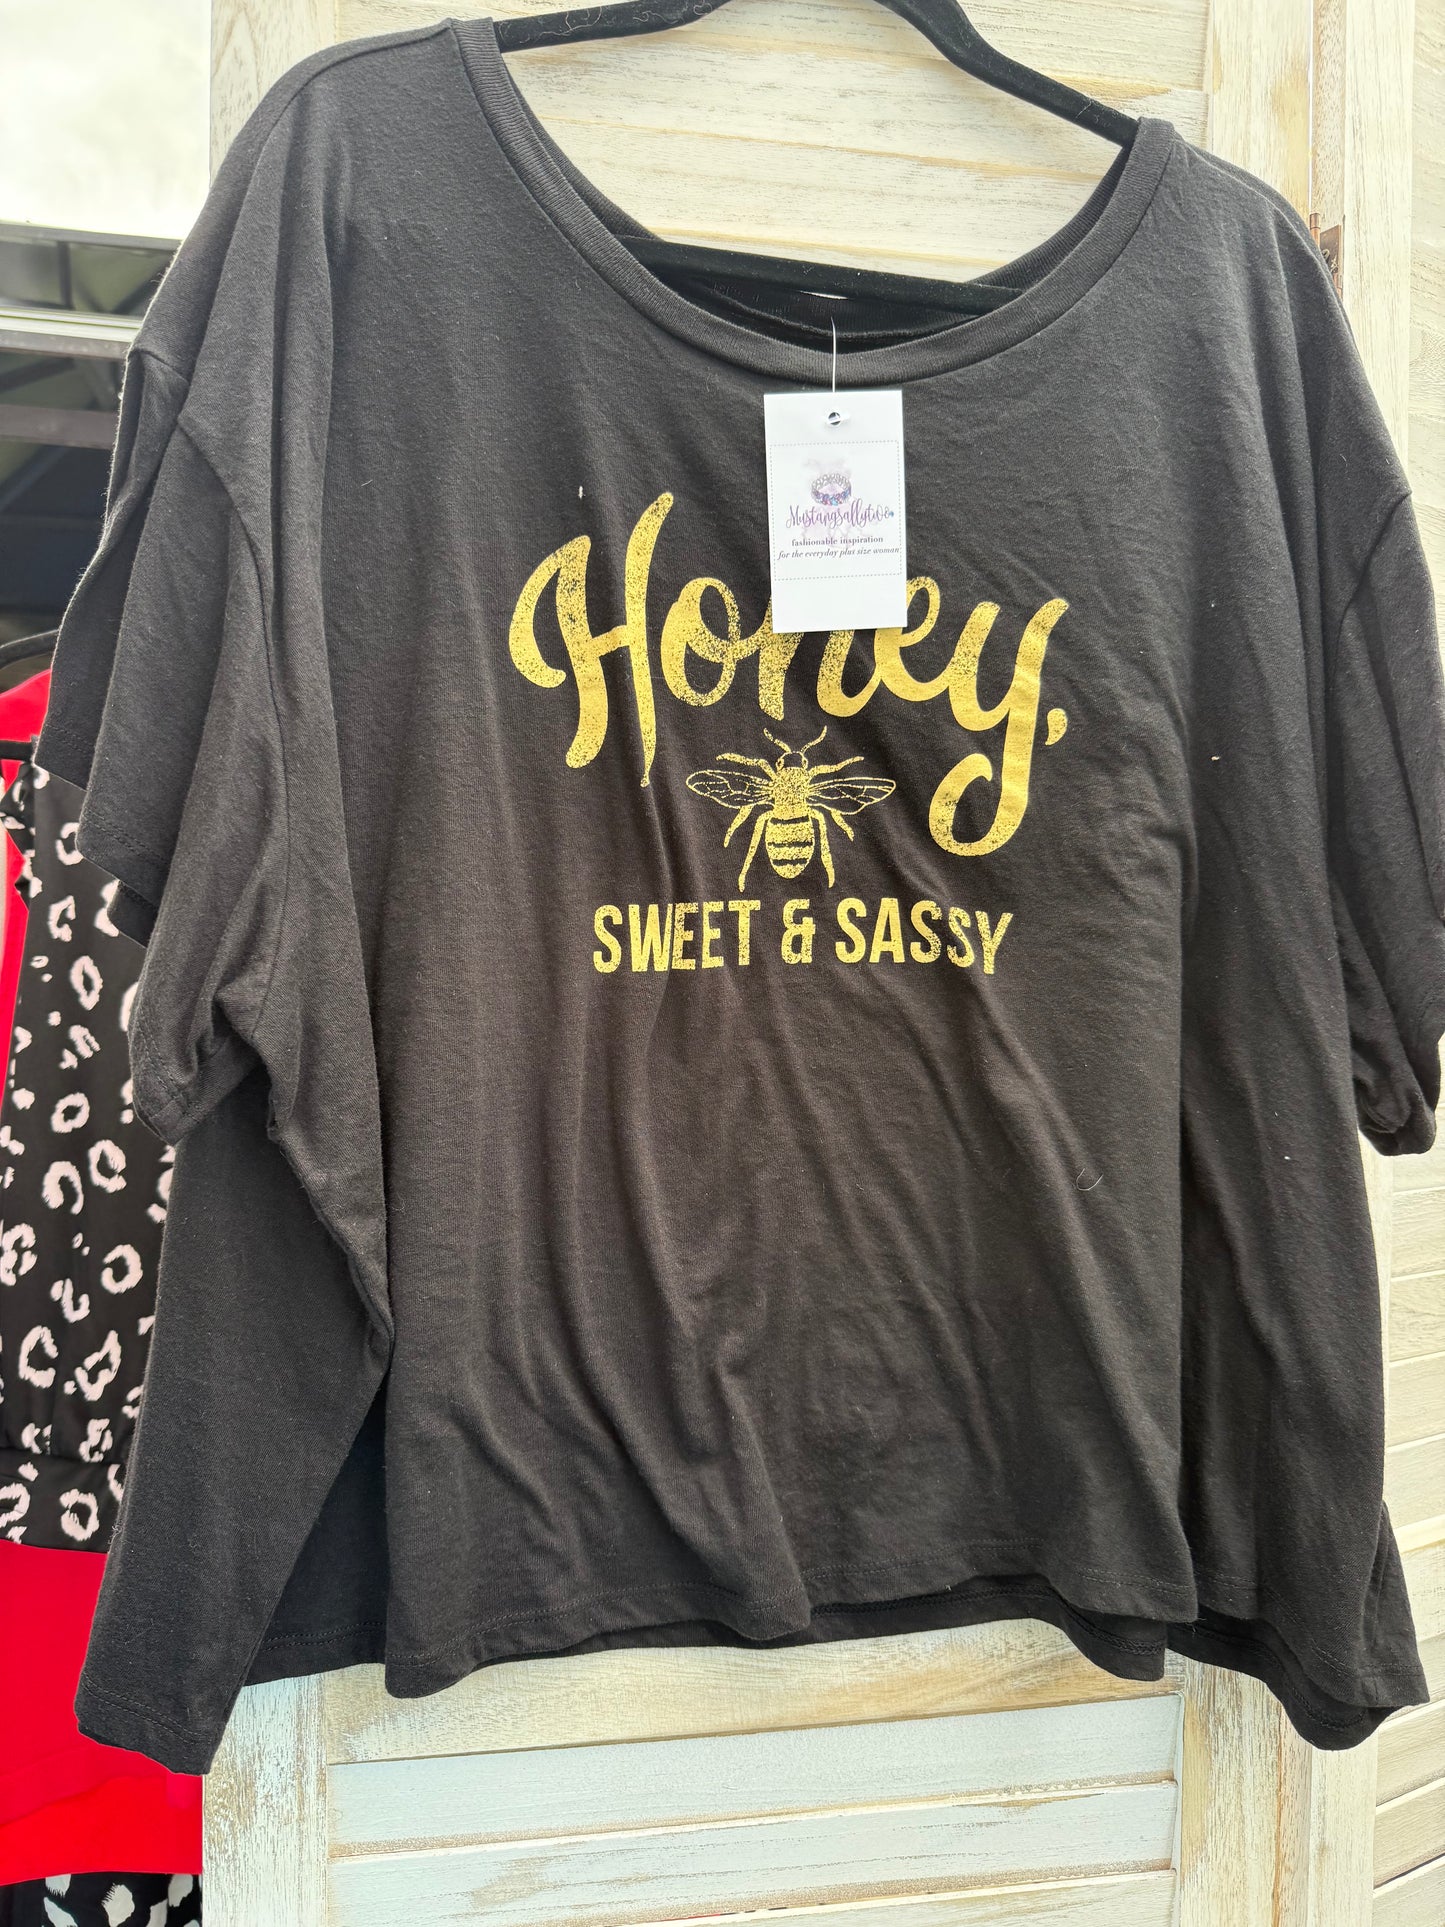 Mustangsallytwo
fashionable inspiration
for the everyday plus size woman
Honey,
SWEET & SASSY